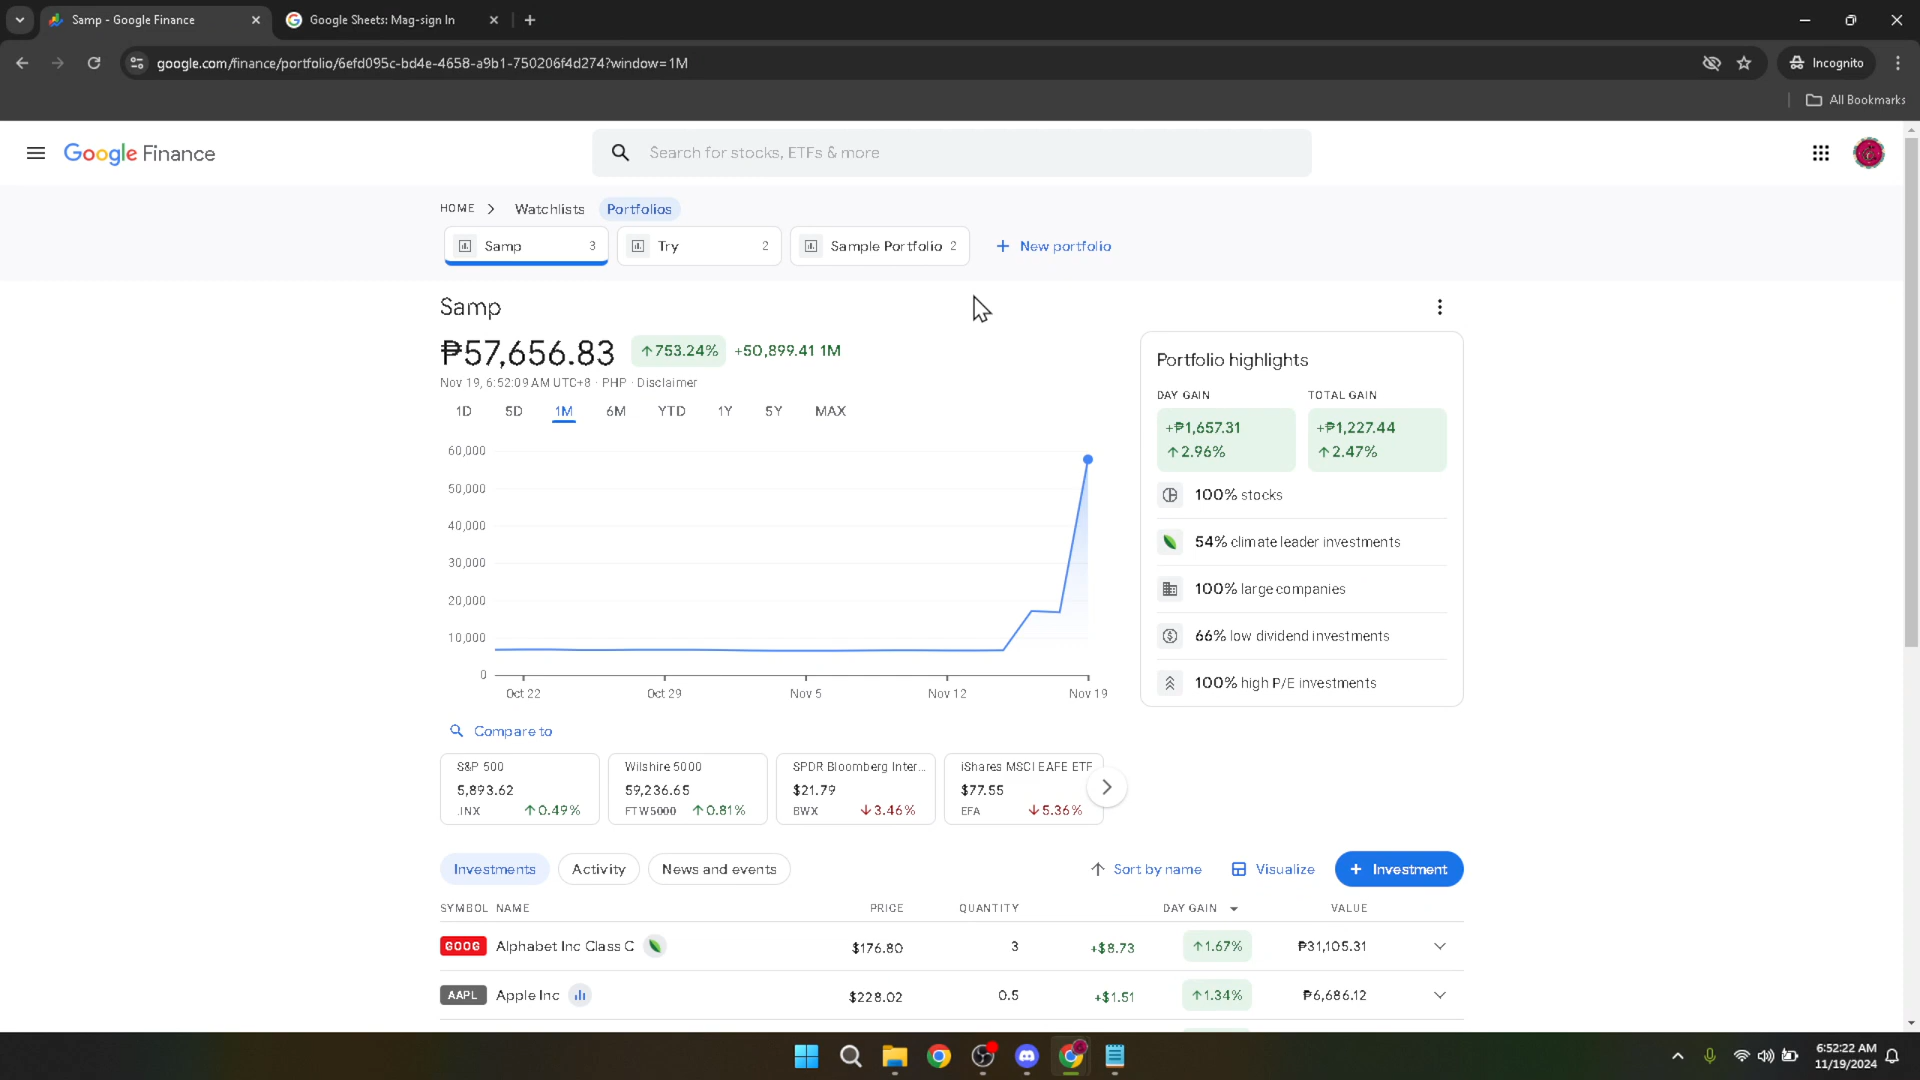 Samp - Google Finance
Google Sheets: Mag-sign In
google.com/finance/portfolio/6efd095c-bd4e-4658-a9b1-750206f4d274?window=1M
Incognito
All Bookmarks
Google Finance
Search for stocks, ETFs & more
HOME > Watchlists Portfolios
Samp 3
Try 2
Sample Portfolio 2
+ New portfolio
Samp
₱57,656.83 ↑753.24% +50,899.41 1M
Nov 19, 6:52:09 AM UTC+8 · PHP · Disclaimer
1D 5D 1M 6M YTD 1Y 5Y MAX
60,000
50,000
40,000
30,000
20,000
10,000
0
Oct 22 Oct 29 Nov 5 Nov 12 Nov 19
Portfolio highlights
DAY GAIN TOTAL GAIN
+₱1,657.31 +₱1,227.44
↑2.96% ↑2.47%
100% stocks
54% climate leader investments
100% large companies
66% low dividend investments
100% high P/E investments
Compare to
S&P 500
5,893.62
.INX ↑0.49%
Wilshire 5000
59,236.65
FTW5000 ↑0.81%
SPDR Bloomberg Inter...
$21.79
BWX ↓3.46%
iShares MSCI EAFE ETF
$77.55
EFA ↓5.36%
Investments Activity News and events Sort by name Visualize + Investment
SYMBOL NAME PRICE QUANTITY DAY GAIN VALUE
GOOG Alphabet Inc Class C $176.80 3 +$8.73 ↑1.67% ₱31,105.31
AAPL Apple Inc $228.02 0.5 +$1.51 ↑1.34% ₱6,686.12
6:52:22 AM
11/19/2024